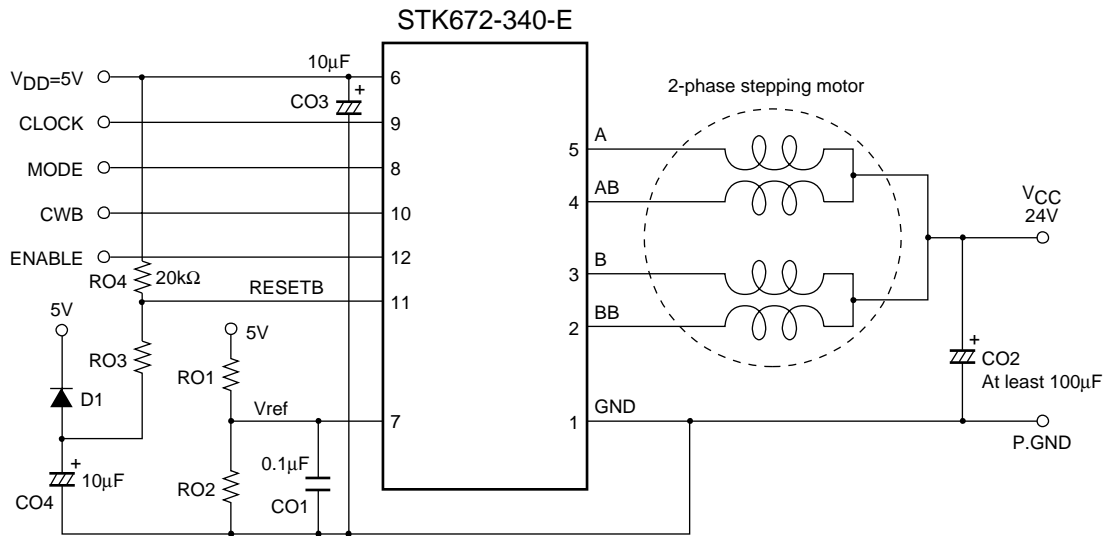 STK672-340-E
VDD=5V
10μF
CO3
6
CLOCK
9
MODE
8
CWB
10
ENABLE
12
RO4
20kΩ
RESETB
11
5V
RO3
D1
5V
RO1
Vref
7
RO2
0.1μF
CO1
CO4
10μF
+
+
2-phase stepping motor
5
A
4
AB
3
B
2
BB
1
GND
VCC
24V
+
CO2
At least 100μF
P.GND